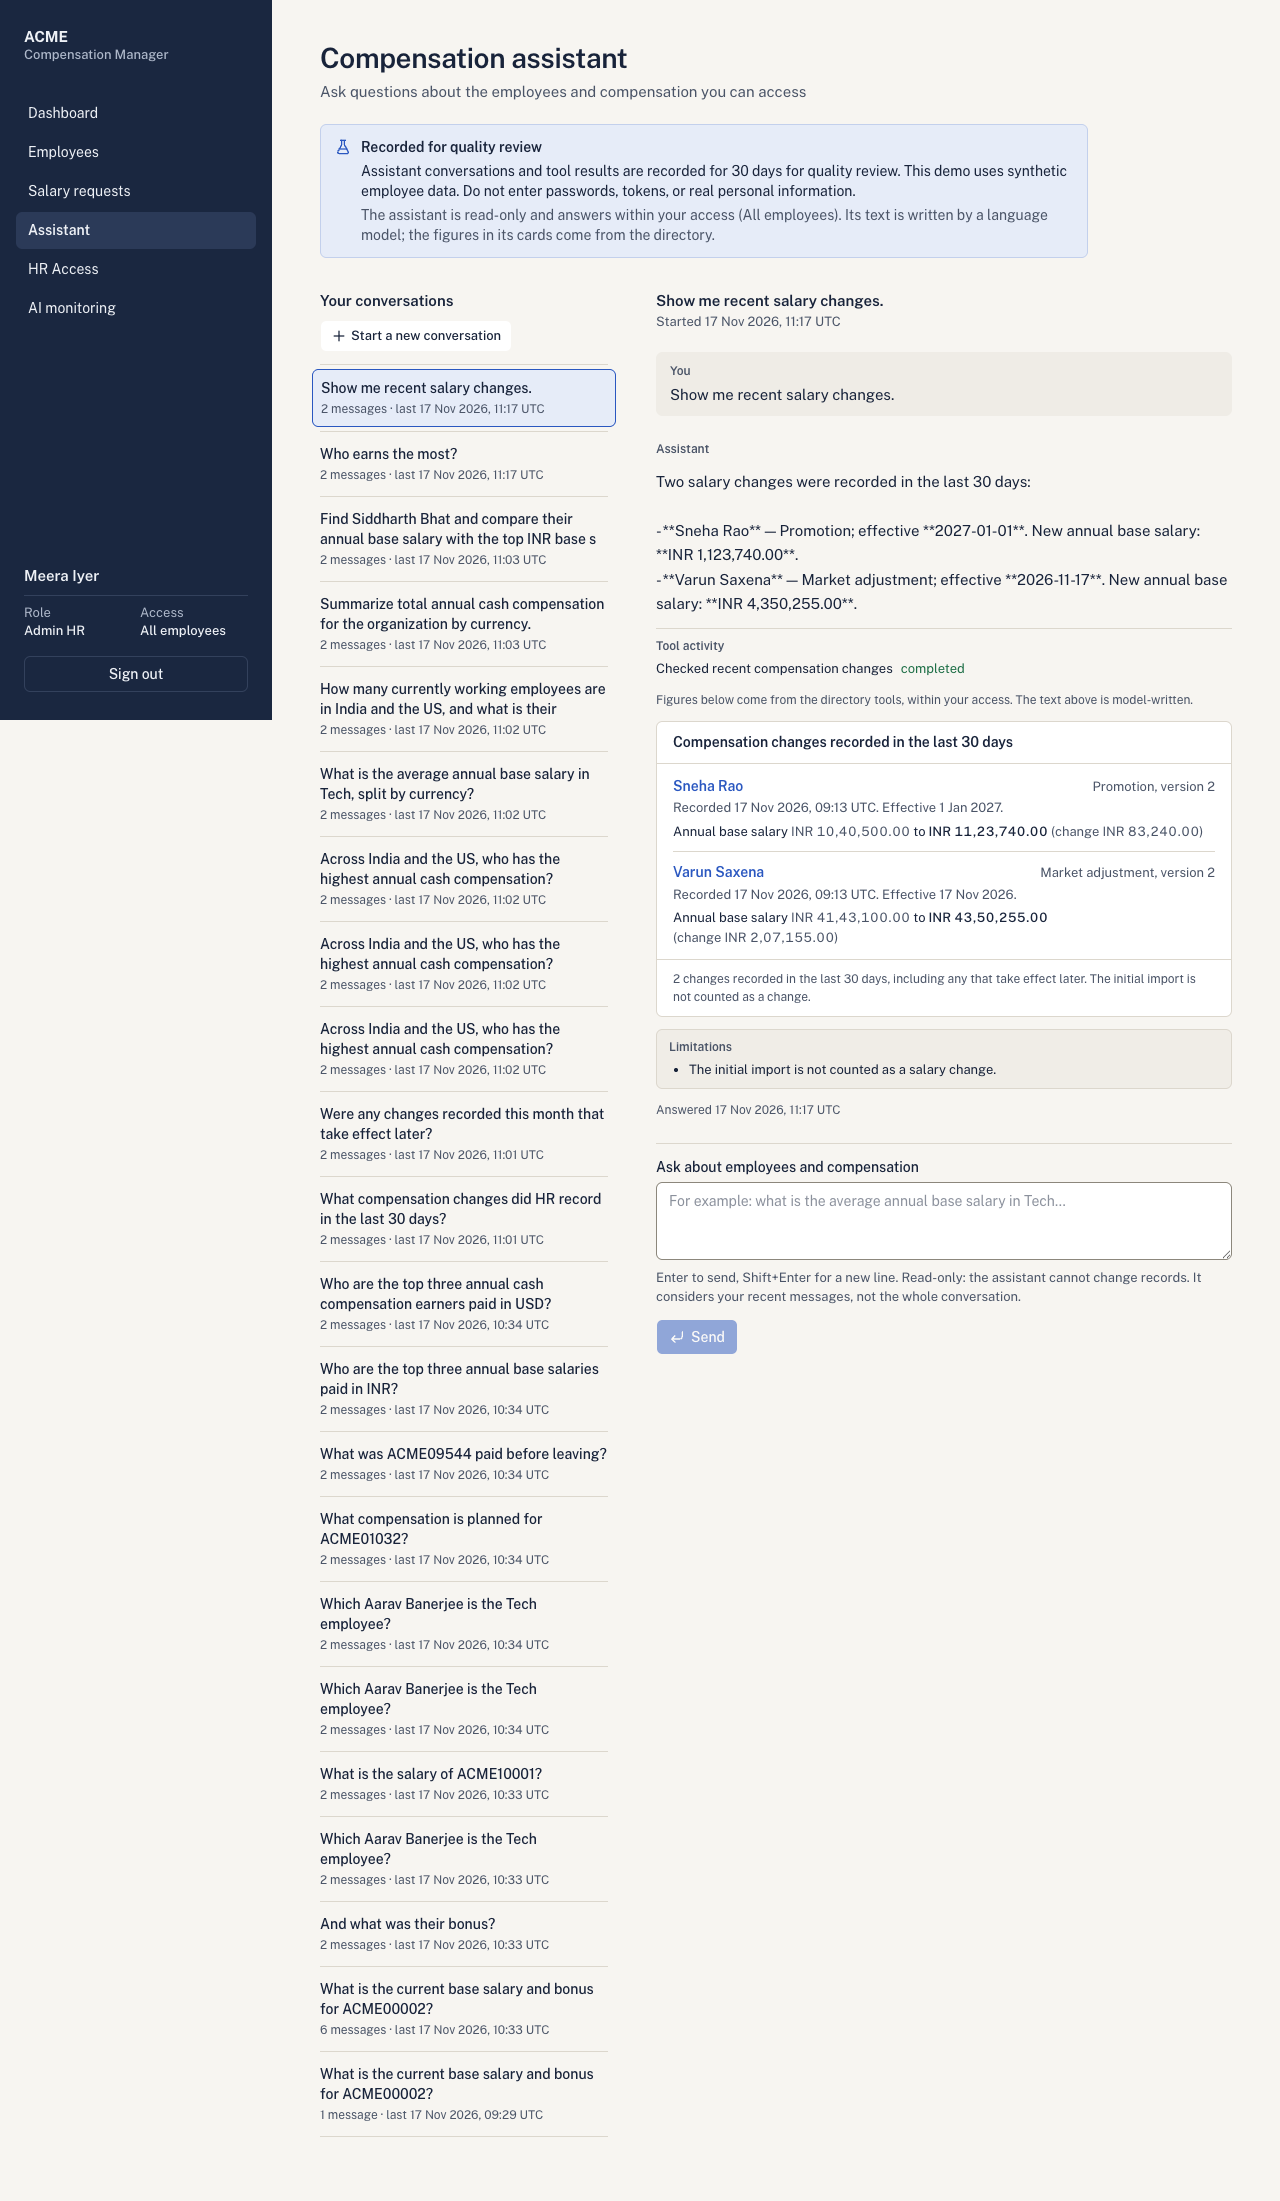 ACME
Compensation Manager
Dashboard
Employees
Salary requests
Assistant
HR Access
AI monitoring
Meera Iyer
Role
Access
Admin HR
All employees
Sign out
Compensation assistant
Ask questions about the employees and compensation you can access
Recorded for quality review
Assistant conversations and tool results are recorded for 30 days for quality review. This demo uses synthetic
employee data. Do not enter passwords, tokens, or real personal information.
The assistant is read-only and answers within your access (All employees). Its text is written by a language
model; the figures in its cards come from the directory.
Your conversations
Start a new conversation
Show me recent salary changes.
2 messages · last 17 Nov 2026, 11:17 UTC
Who earns the most?
2 messages · last 17 Nov 2026, 11:17 UTC
Find Siddharth Bhat and compare their
annual base salary with the top INR base s
2 messages · last 17 Nov 2026, 11:03 UTC
Summarize total annual cash compensation
for the organization by currency.
2 messages · last 17 Nov 2026, 11:03 UTC
How many currently working employees are
in India and the US, and what is their
2 messages · last 17 Nov 2026, 11:02 UTC
What is the average annual base salary in
Tech, split by currency?
2 messages · last 17 Nov 2026, 11:02 UTC
Across India and the US, who has the
highest annual cash compensation?
2 messages · last 17 Nov 2026, 11:02 UTC
Across India and the US, who has the
highest annual cash compensation?
2 messages · last 17 Nov 2026, 11:02 UTC
Across India and the US, who has the
highest annual cash compensation?
2 messages · last 17 Nov 2026, 11:02 UTC
Were any changes recorded this month that
take effect later?
2 messages · last 17 Nov 2026, 11:01 UTC
What compensation changes did HR record
in the last 30 days?
2 messages · last 17 Nov 2026, 11:01 UTC
Who are the top three annual cash
compensation earners paid in USD?
2 messages · last 17 Nov 2026, 10:34 UTC
Who are the top three annual base salaries
paid in INR?
2 messages · last 17 Nov 2026, 10:34 UTC
What was ACME09544 paid before leaving?
2 messages · last 17 Nov 2026, 10:34 UTC
What compensation is planned for
ACME01032?
2 messages · last 17 Nov 2026, 10:34 UTC
Which Aarav Banerjee is the Tech
employee?
2 messages · last 17 Nov 2026, 10:34 UTC
Which Aarav Banerjee is the Tech
employee?
2 messages · last 17 Nov 2026, 10:34 UTC
What is the salary of ACME10001?
2 messages · last 17 Nov 2026, 10:33 UTC
Which Aarav Banerjee is the Tech
employee?
2 messages · last 17 Nov 2026, 10:33 UTC
And what was their bonus?
2 messages · last 17 Nov 2026, 10:33 UTC
What is the current base salary and bonus
for ACME00002?
6 messages · last 17 Nov 2026, 10:33 UTC
What is the current base salary and bonus
for ACME00002?
1 message · last 17 Nov 2026, 09:29 UTC
Show me recent salary changes.
Started 17 Nov 2026, 11:17 UTC
You
Show me recent salary changes.
Assistant
Two salary changes were recorded in the last 30 days:
- **Sneha Rao** — Promotion; effective **2027-01-01**. New annual base salary:
**INR 1,123,740.00**.
- **Varun Saxena** — Market adjustment; effective **2026-11-17**. New annual base
salary: **INR 4,350,255.00**.
Tool activity
Checked recent compensation changes completed
Figures below come from the directory tools, within your access. The text above is model-written.
Compensation changes recorded in the last 30 days
Sneha Rao
Promotion, version 2
Recorded 17 Nov 2026, 09:13 UTC. Effective 1 Jan 2027.
Annual base salary INR 10,40,500.00 to INR 11,23,740.00 (change INR 83,240.00)
Varun Saxena
Market adjustment, version 2
Recorded 17 Nov 2026, 09:13 UTC. Effective 17 Nov 2026.
Annual base salary INR 41,43,100.00 to INR 43,50,255.00
(change INR 2,07,155.00)
2 changes recorded in the last 30 days, including any that take effect later. The initial import is
not counted as a change.
Limitations
• The initial import is not counted as a salary change.
Answered 17 Nov 2026, 11:17 UTC
Ask about employees and compensation
For example: what is the average annual base salary in Tech...
Enter to send, Shift+Enter for a new line. Read-only: the assistant cannot change records. It
considers your recent messages, not the whole conversation.
Send